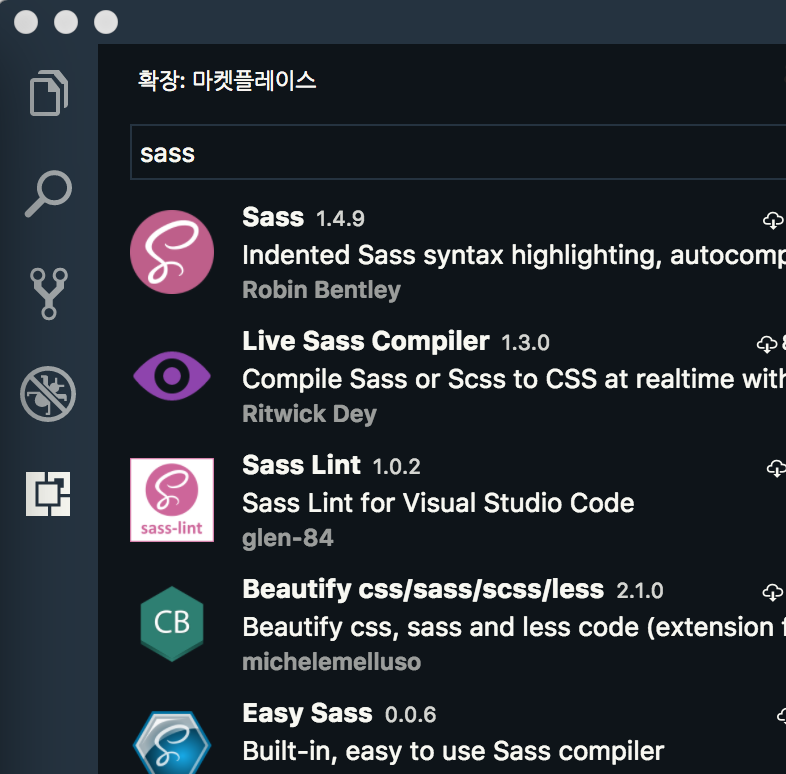 확장: 마켓플레이스
sass
Sass 1.4.9
Indented Sass syntax highlighting, autocomp
Robin Bentley
Live Sass Compiler 1.3.0
Compile Sass or Scss to CSS at realtime with
Ritwick Dey
Sass Lint 1.0.2
Sass Lint for Visual Studio Code
sass-lint
glen-84
Beautify css/sass/scss/less 2.1.0
CB
Beautify css, sass and less code (extension f
michelemelluso
Easy Sass 0.0.6
Built-in, easy to use Sass compiler